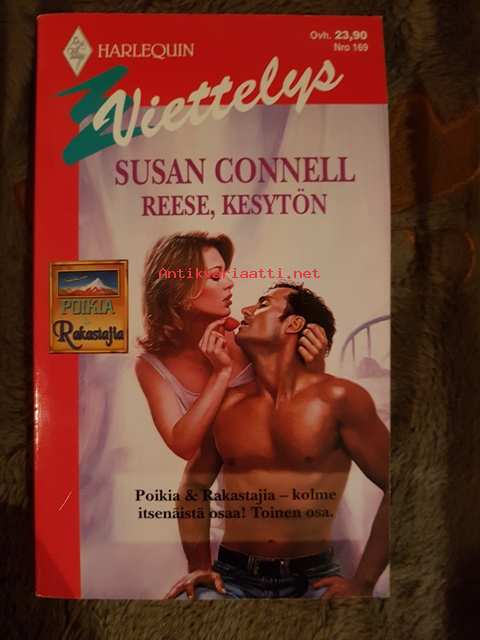 HARLEQUIN
Ovh. 23,90
Nro 169
Viettelys
SUSAN CONNELL
REESE, KESYTÖN
Antikvariaatti.net
POIKIA
Rakastajia
Poikia & Rakastajia – kolme
itsenäistä osaa! Toinen osa.